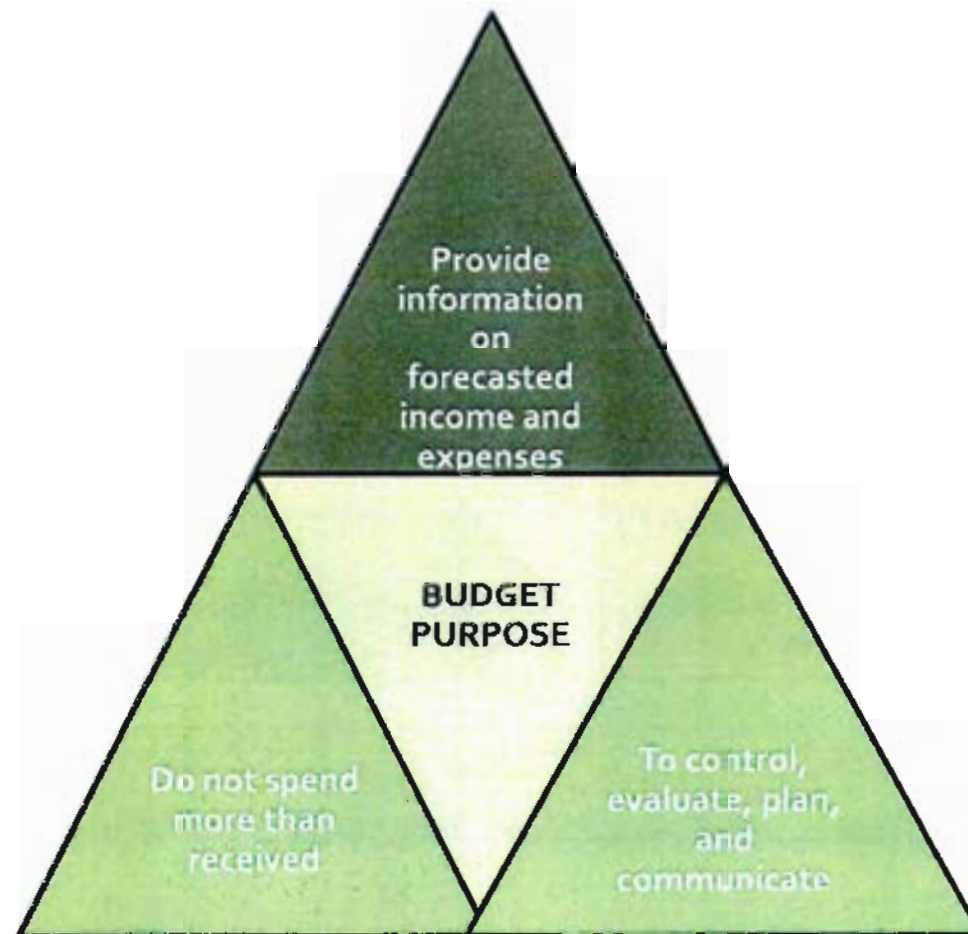 Provide
information
on
forecasted
income and
expenses
BUDGET
PURPOSE
Do not spend
more than
received
To control,
evaluate, plan,
and
communicate